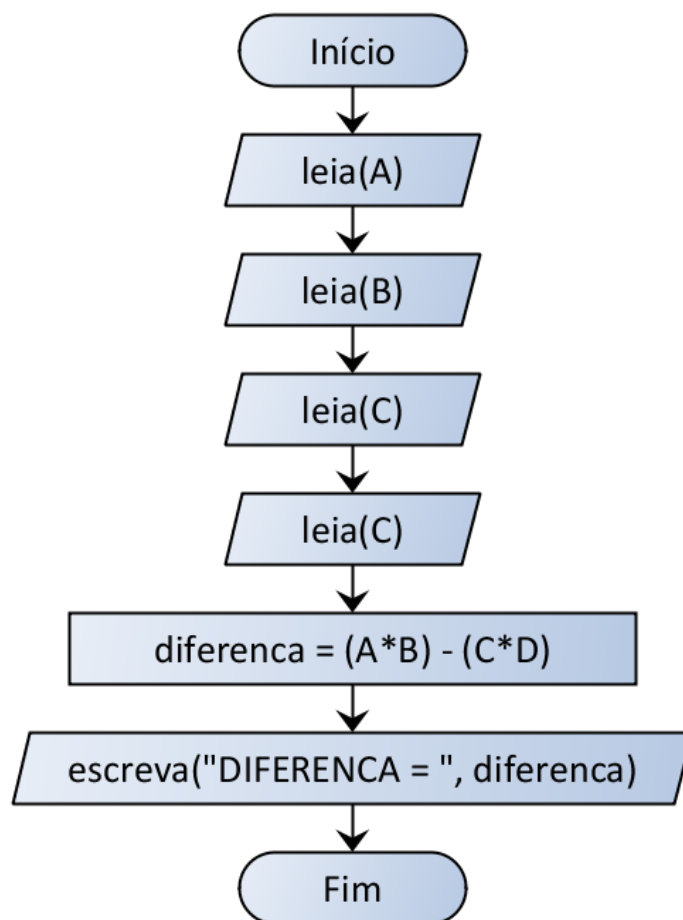 Início
leia(A)
leia(B)
leia(C)
leia(C)
diferenca = (A*B) - (C*D)
escreva("DIFERENCA = ", diferenca)
Fim